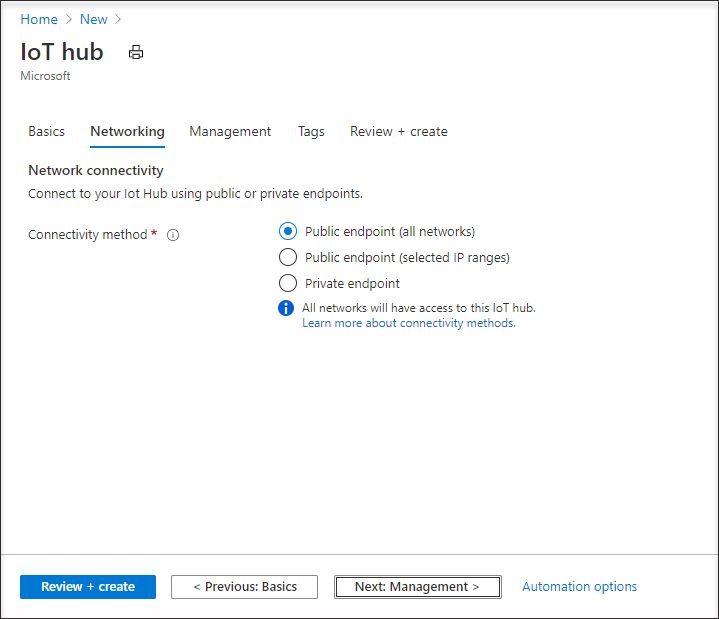 Home > New >
IoT hub
Microsoft
Basics Networking Management Tags Review + create
Network connectivity
Connect to your Iot Hub using public or private endpoints.
Connectivity method *
Public endpoint (all networks)
Public endpoint (selected IP ranges)
Private endpoint
All networks will have access to this IoT hub.
Learn more about connectivity methods.
Review + create < Previous: Basics Next: Management > Automation options